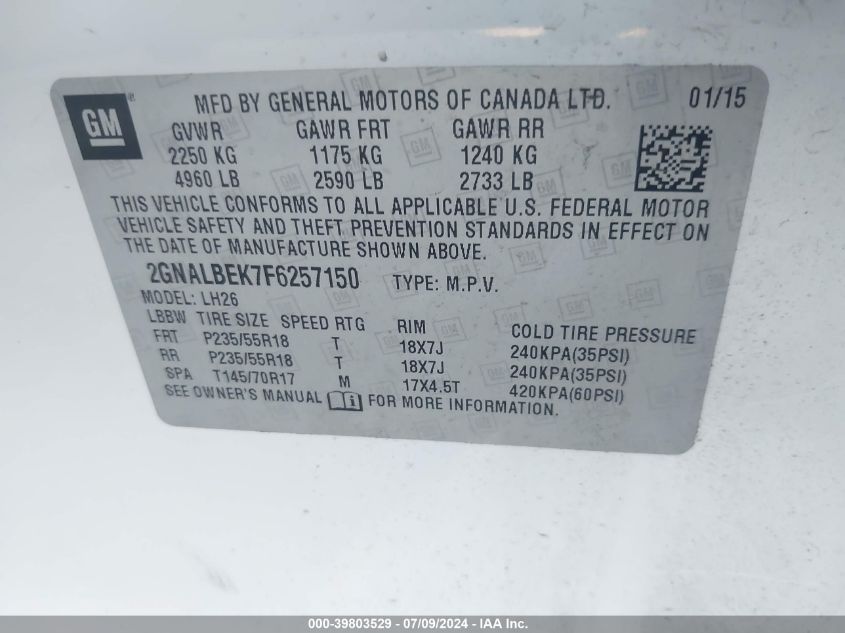 GM
MFD BY GENERAL MOTORS OF CANADA LTD. 01/15
GVWR GAWR FRT GAWR RR
2250 KG 1175 KG 1240 KG
4960 LB 2590 LB 2733 LB
THIS VEHICLE CONFORMS TO ALL APPLICABLE U.S. FEDERAL MOTOR
VEHICLE SAFETY AND THEFT PREVENTION STANDARDS IN EFFECT ON
THE DATE OF MANUFACTURE SHOWN ABOVE.
2GNALBEK7F6257150 TYPE: M.P.V.
MODEL: LH26
LBBW TIRE SIZE SPEED RTG RIM COLD TIRE PRESSURE
FRT P235/55R18 T 18X7J 240KPA(35PSI)
RR P235/55R18 T 18X7J 240KPA(35PSI)
SPA T145/70R17 M 17X4.5T 420KPA(60PSI)
SEE OWNER'S MANUAL FOR MORE INFORMATION.
000-39803529 - 07/09/2024 - IAA Inc.